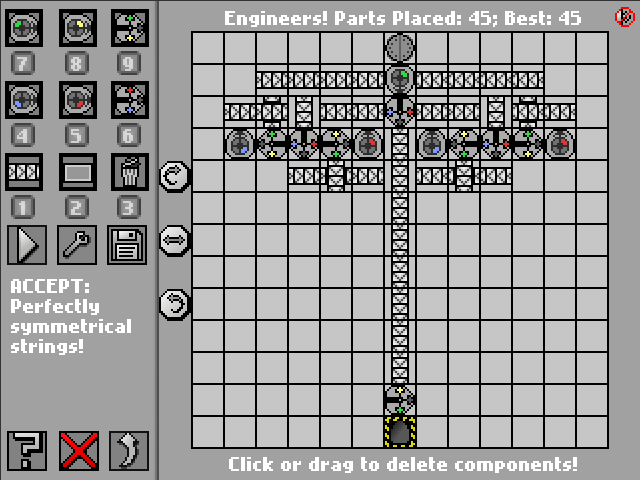 Engineers! Parts Placed: 45; Best: 45
7 8 9
4 5 6
1 2 3
ACCEPT:
Perfectly
symmetrical
strings!
?
Click or drag to delete components!